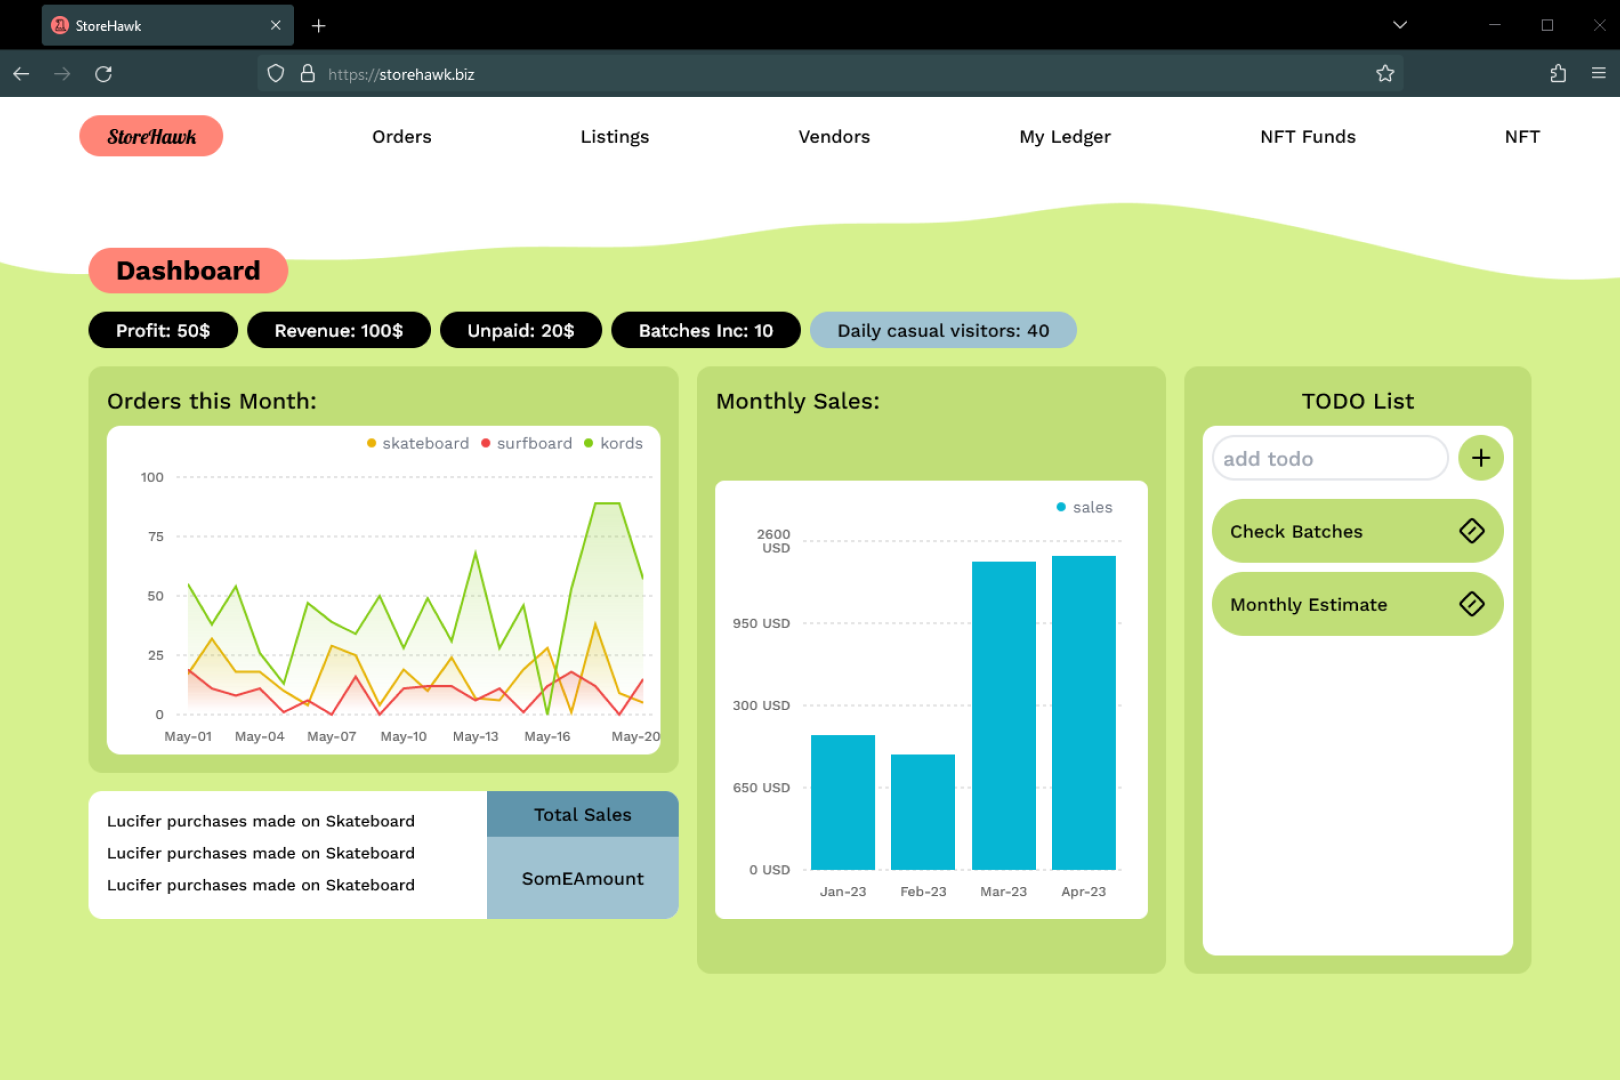 StoreHawk
https://storehawk.biz
StoreHawk
Orders
Listings
Vendors
My Ledger
NFT Funds
NFT
Dashboard
Profit: 50$
Revenue: 100$
Unpaid: 20$
Batches Inc: 10
Daily casual visitors: 40
Orders this Month:
skateboard
surfboard
kords
100
75
50
25
0
May-01
May-04
May-07
May-10
May-13
May-16
May-20
Lucifer purchases made on Skateboard
Lucifer purchases made on Skateboard
Lucifer purchases made on Skateboard
Total Sales
SomEAmount
Monthly Sales:
sales
2600
USD
950 USD
300 USD
650 USD
0 USD
Jan-23
Feb-23
Mar-23
Apr-23
TODO List
add todo
+
Check Batches
Monthly Estimate